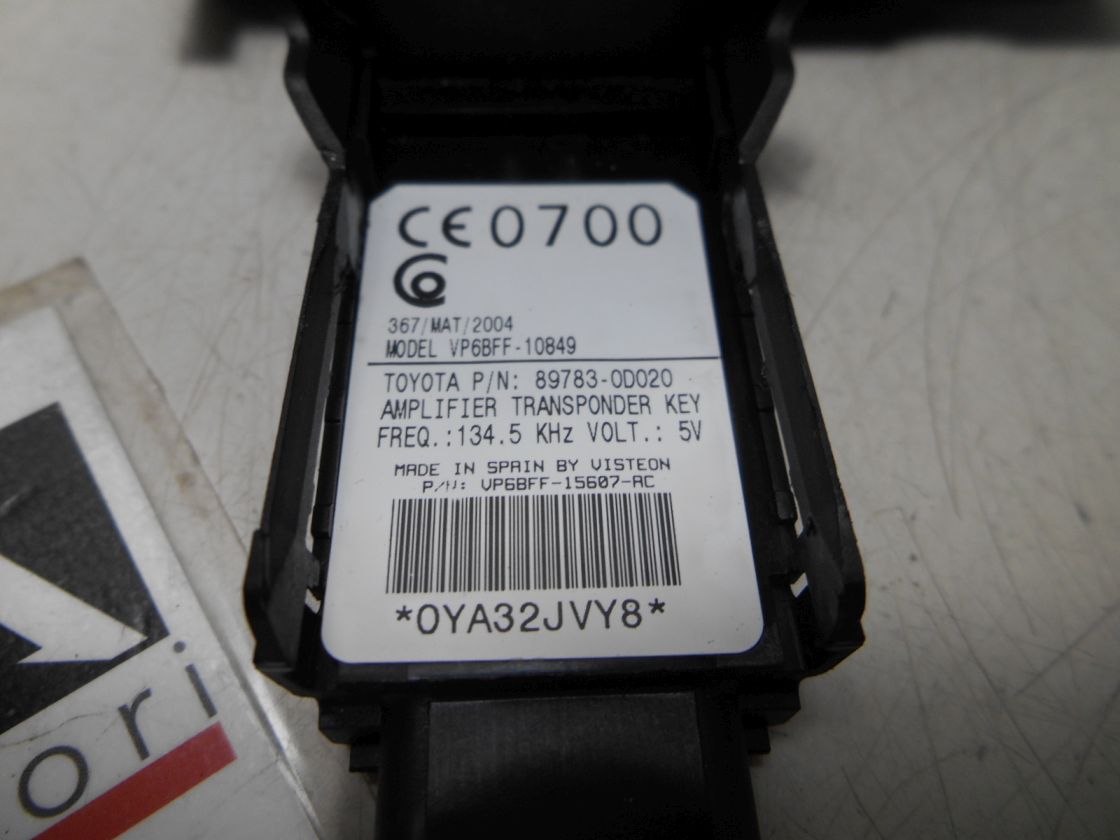 CE0700
367/MAT/2004
MODEL VP6BFF-10849
TOYOTA P/N: 89783-0D020
AMPLIFIER TRANSPONDER KEY
FREQ.:134.5 KHz VOLT.: 5V
MADE IN SPAIN BY VISTEON
P/N: VP6BFF-15607-AC
*0YA32JVY8*
ori